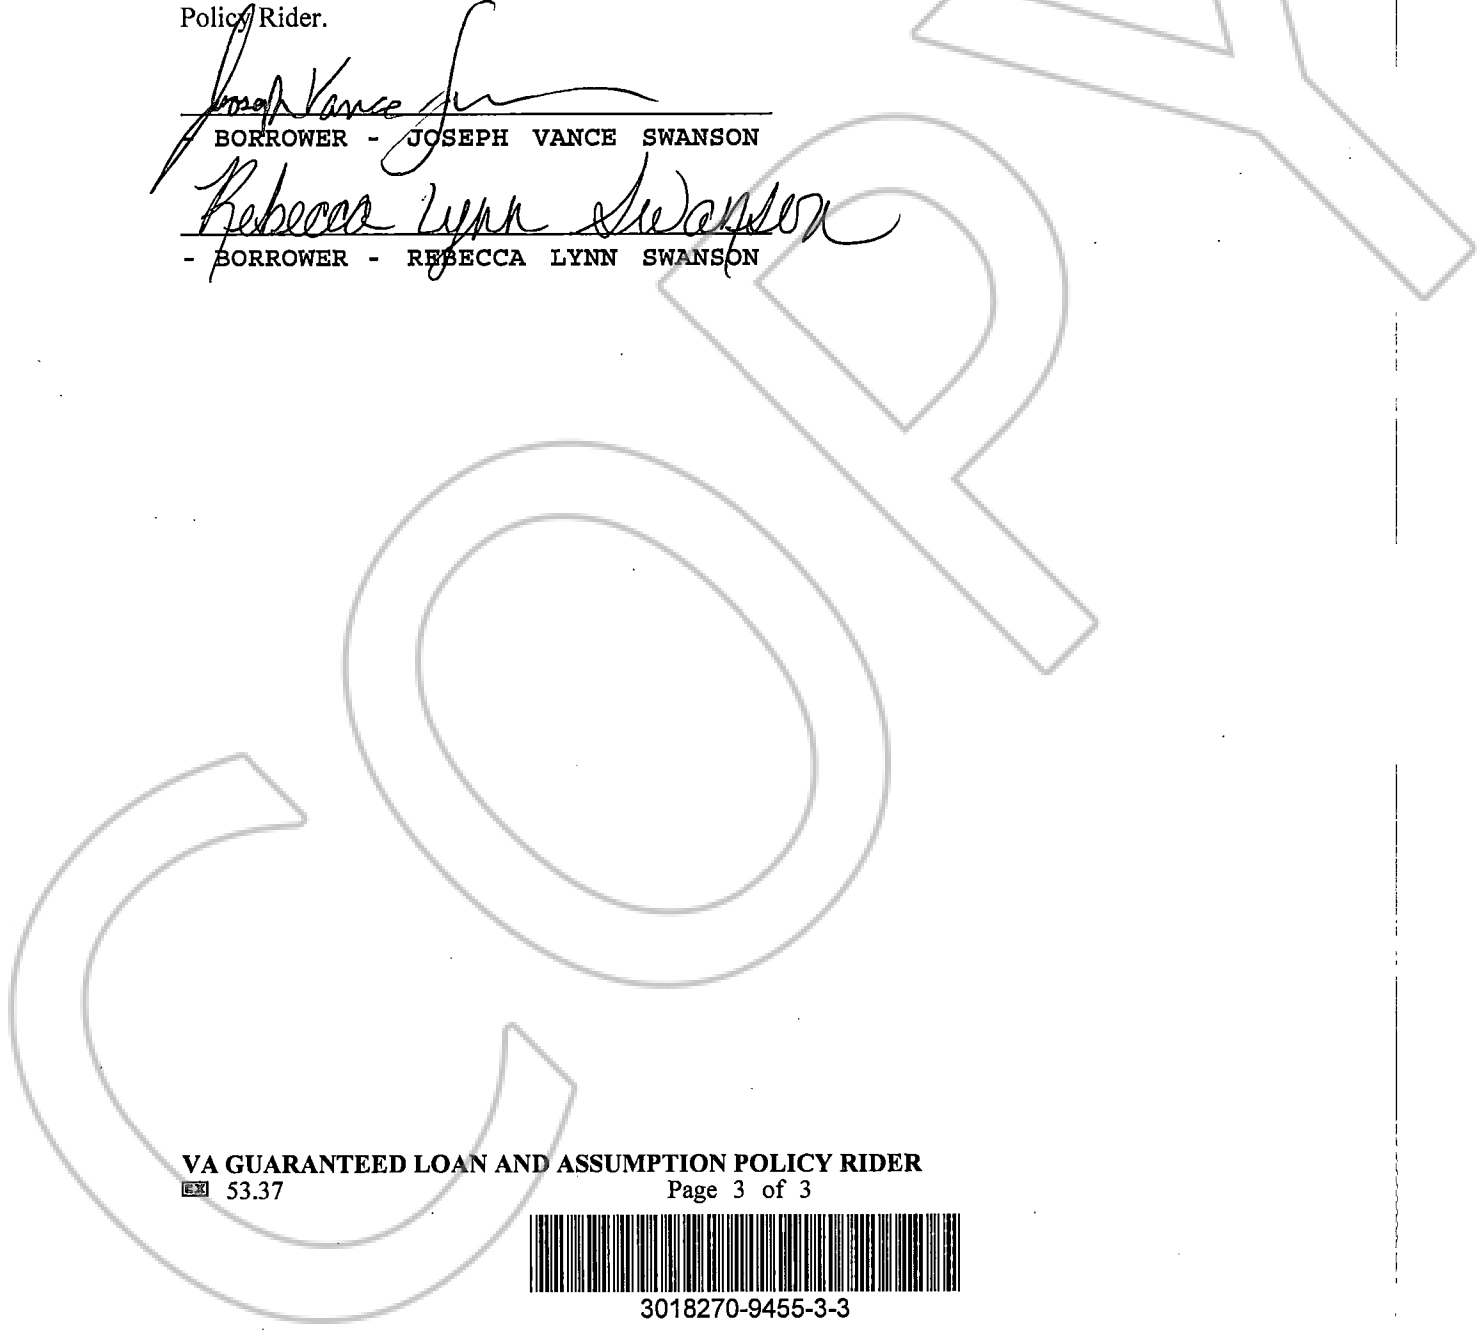 Policy Rider.
Joseph Vance
- BORROWER - JOSEPH VANCE SWANSON
Rebecca Lynn Swanson
- BORROWER - REBECCA LYNN SWANSON
COPY
VA GUARANTEED LOAN AND ASSUMPTION POLICY RIDER
EX 53.37 Page 3 of 3
3018270-9455-3-3